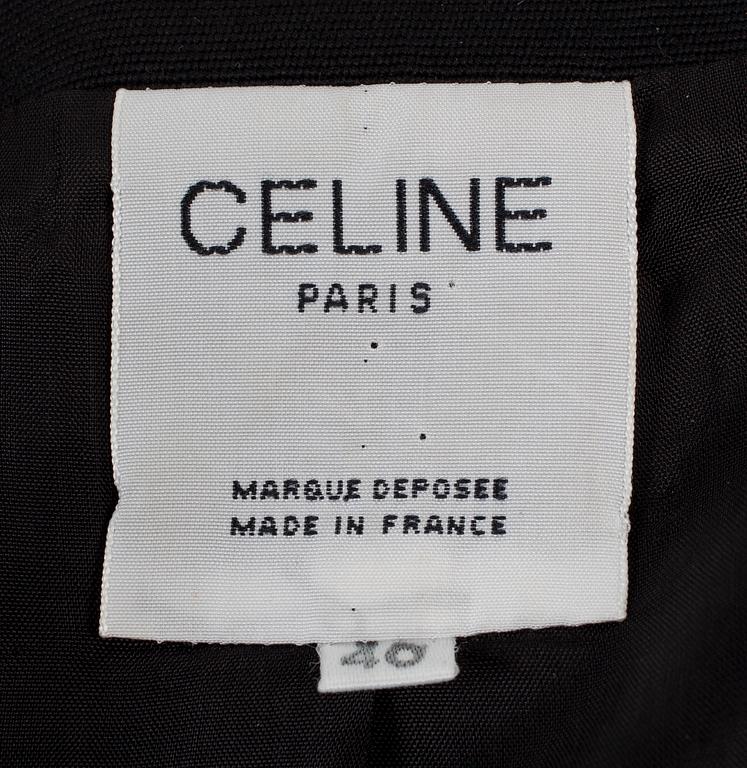 CELINE
PARIS
MARQUE DEPOSEE
MADE IN FRANCE
40